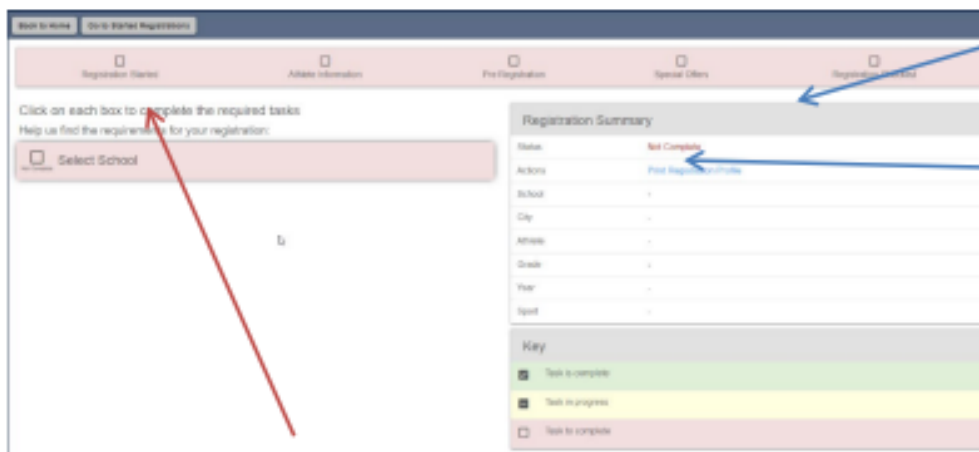 Back to Home Go to Started Registrations
Registration Started Athlete Information Pre-Registration Special Offers Registration
Click on each box to complete the required tasks
Help us find the requirements for your registration:
Select School
Not Complete
Registration Summary
Status Not Complete
Actions Print Registration Profile
School -
City -
Athlete -
Grade -
Year -
Sport -
Key
Task is complete
Task in progress
Task to complete